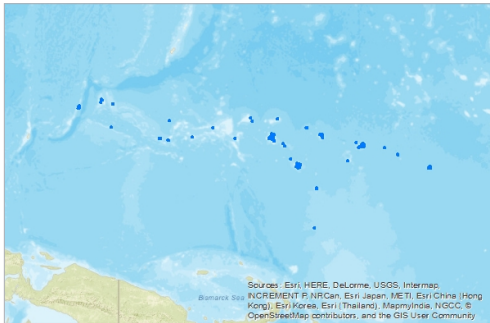 Sources: Esri, HERE, DeLorme, USGS, Intermap,
INCREMENT P, NRCan, Esri Japan, METI, Esri China (Hong
Bismarck Sea
Kong), Esri Korea, Esri (Thailand), MapmyIndia, NGCC, ©
OpenStreetMap contributors, and the GIS User Community